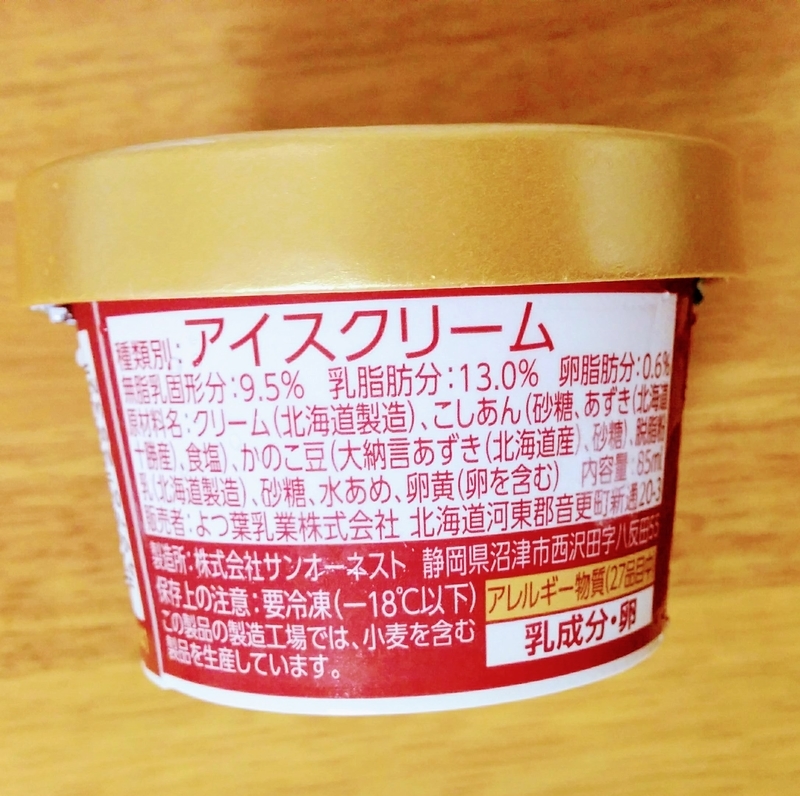 種類別:アイスクリーム
無脂乳固形分:9.5% 乳脂肪分:13.0% 卵脂肪分:0.6%
原材料名:クリーム(北海道製造)、こしあん(砂糖、あずき(北海道
十勝産)、食塩)、かのこ豆(大納言あずき(北海道産)、砂糖)、脱脂粉
乳(北海道製造)、砂糖、水あめ、卵黄(卵を含む) 内容量:65ml
販売者:よつ葉乳業株式会社 北海道河東郡音更町新通20-3
製造所:株式会社サンオーネスト 静岡県沼津市西沢田字八反田55
保存上の注意:要冷凍(-18℃以下)
アレルギー物質(27品目中)
乳成分・卵
この製品の製造工場では、小麦を含む
製品を生産しています。